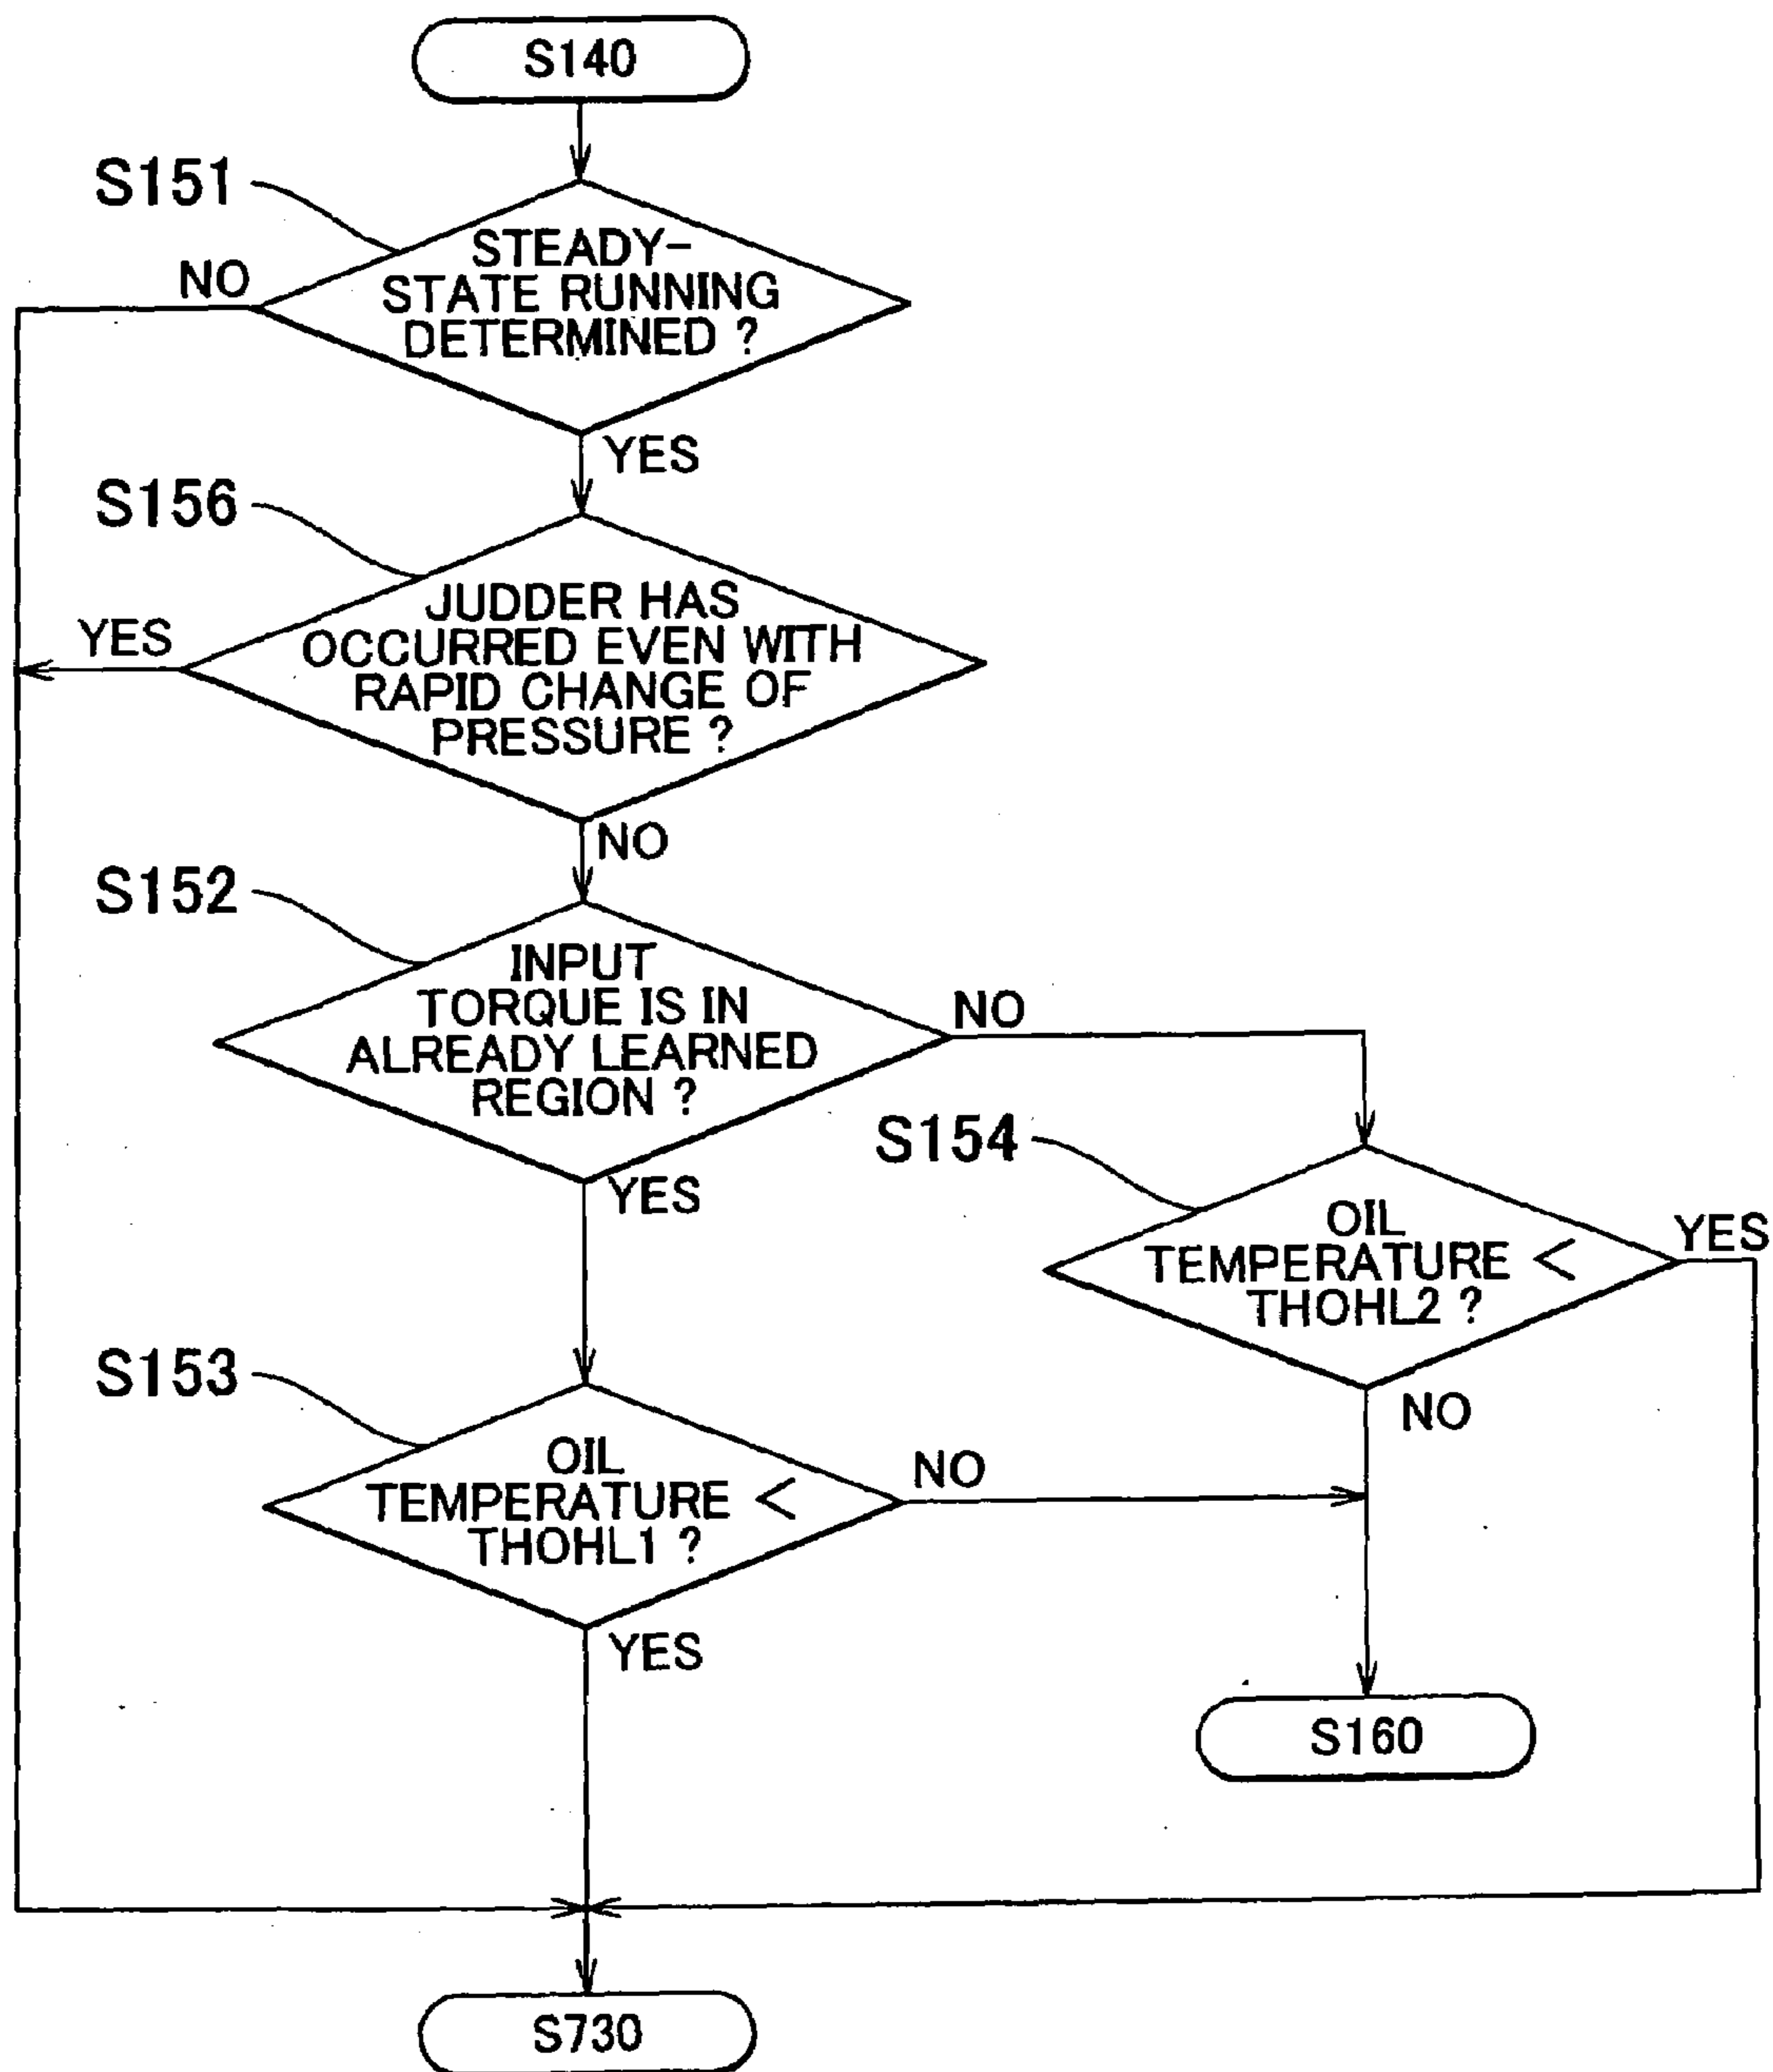 S140
S151
STEADY-
STATE RUNNING
DETERMINED ?
NO
YES
S156
JUDDER HAS
OCCURRED EVEN WITH
RAPID CHANGE OF
PRESSURE ?
YES
NO
S152
INPUT
TORQUE IS IN
ALREADY LEARNED
REGION ?
NO
YES
S154
OIL
TEMPERATURE <
THOHL2 ?
YES
NO
S153
OIL
TEMPERATURE <
THOHL1 ?
NO
YES
S160
S730